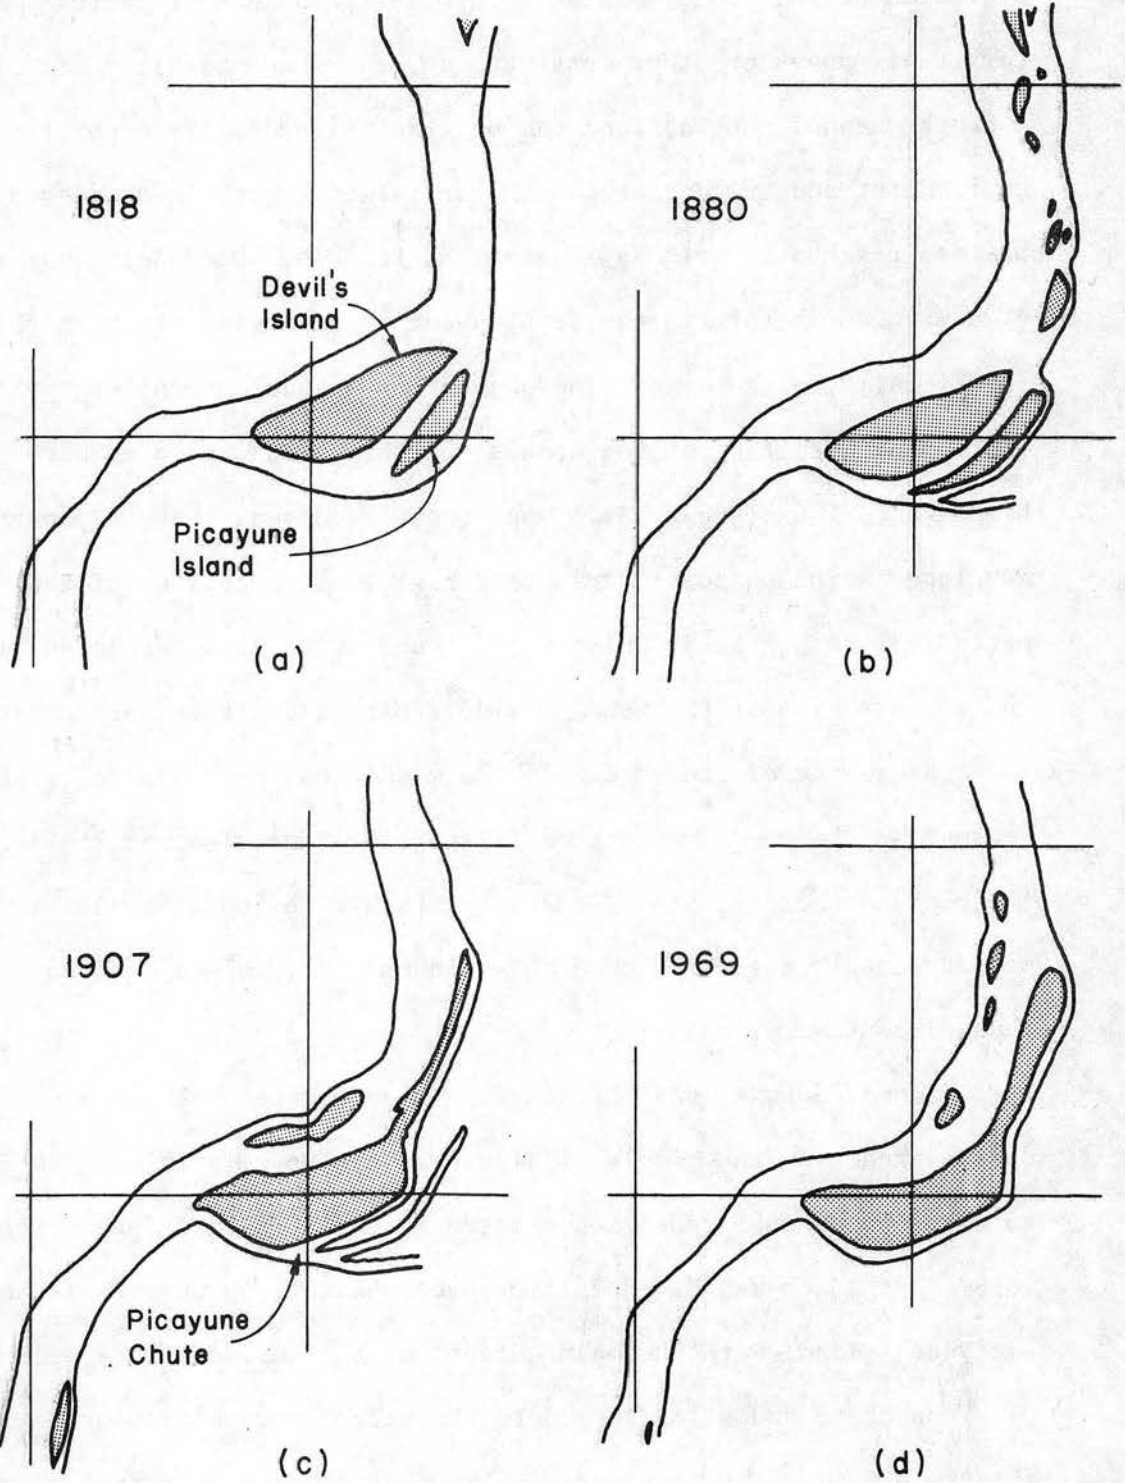 1818
Devil's
Island
Picayune
Island
(a)
1880
(b)
1907
Picayune
Chute
(c)
1969
(d)